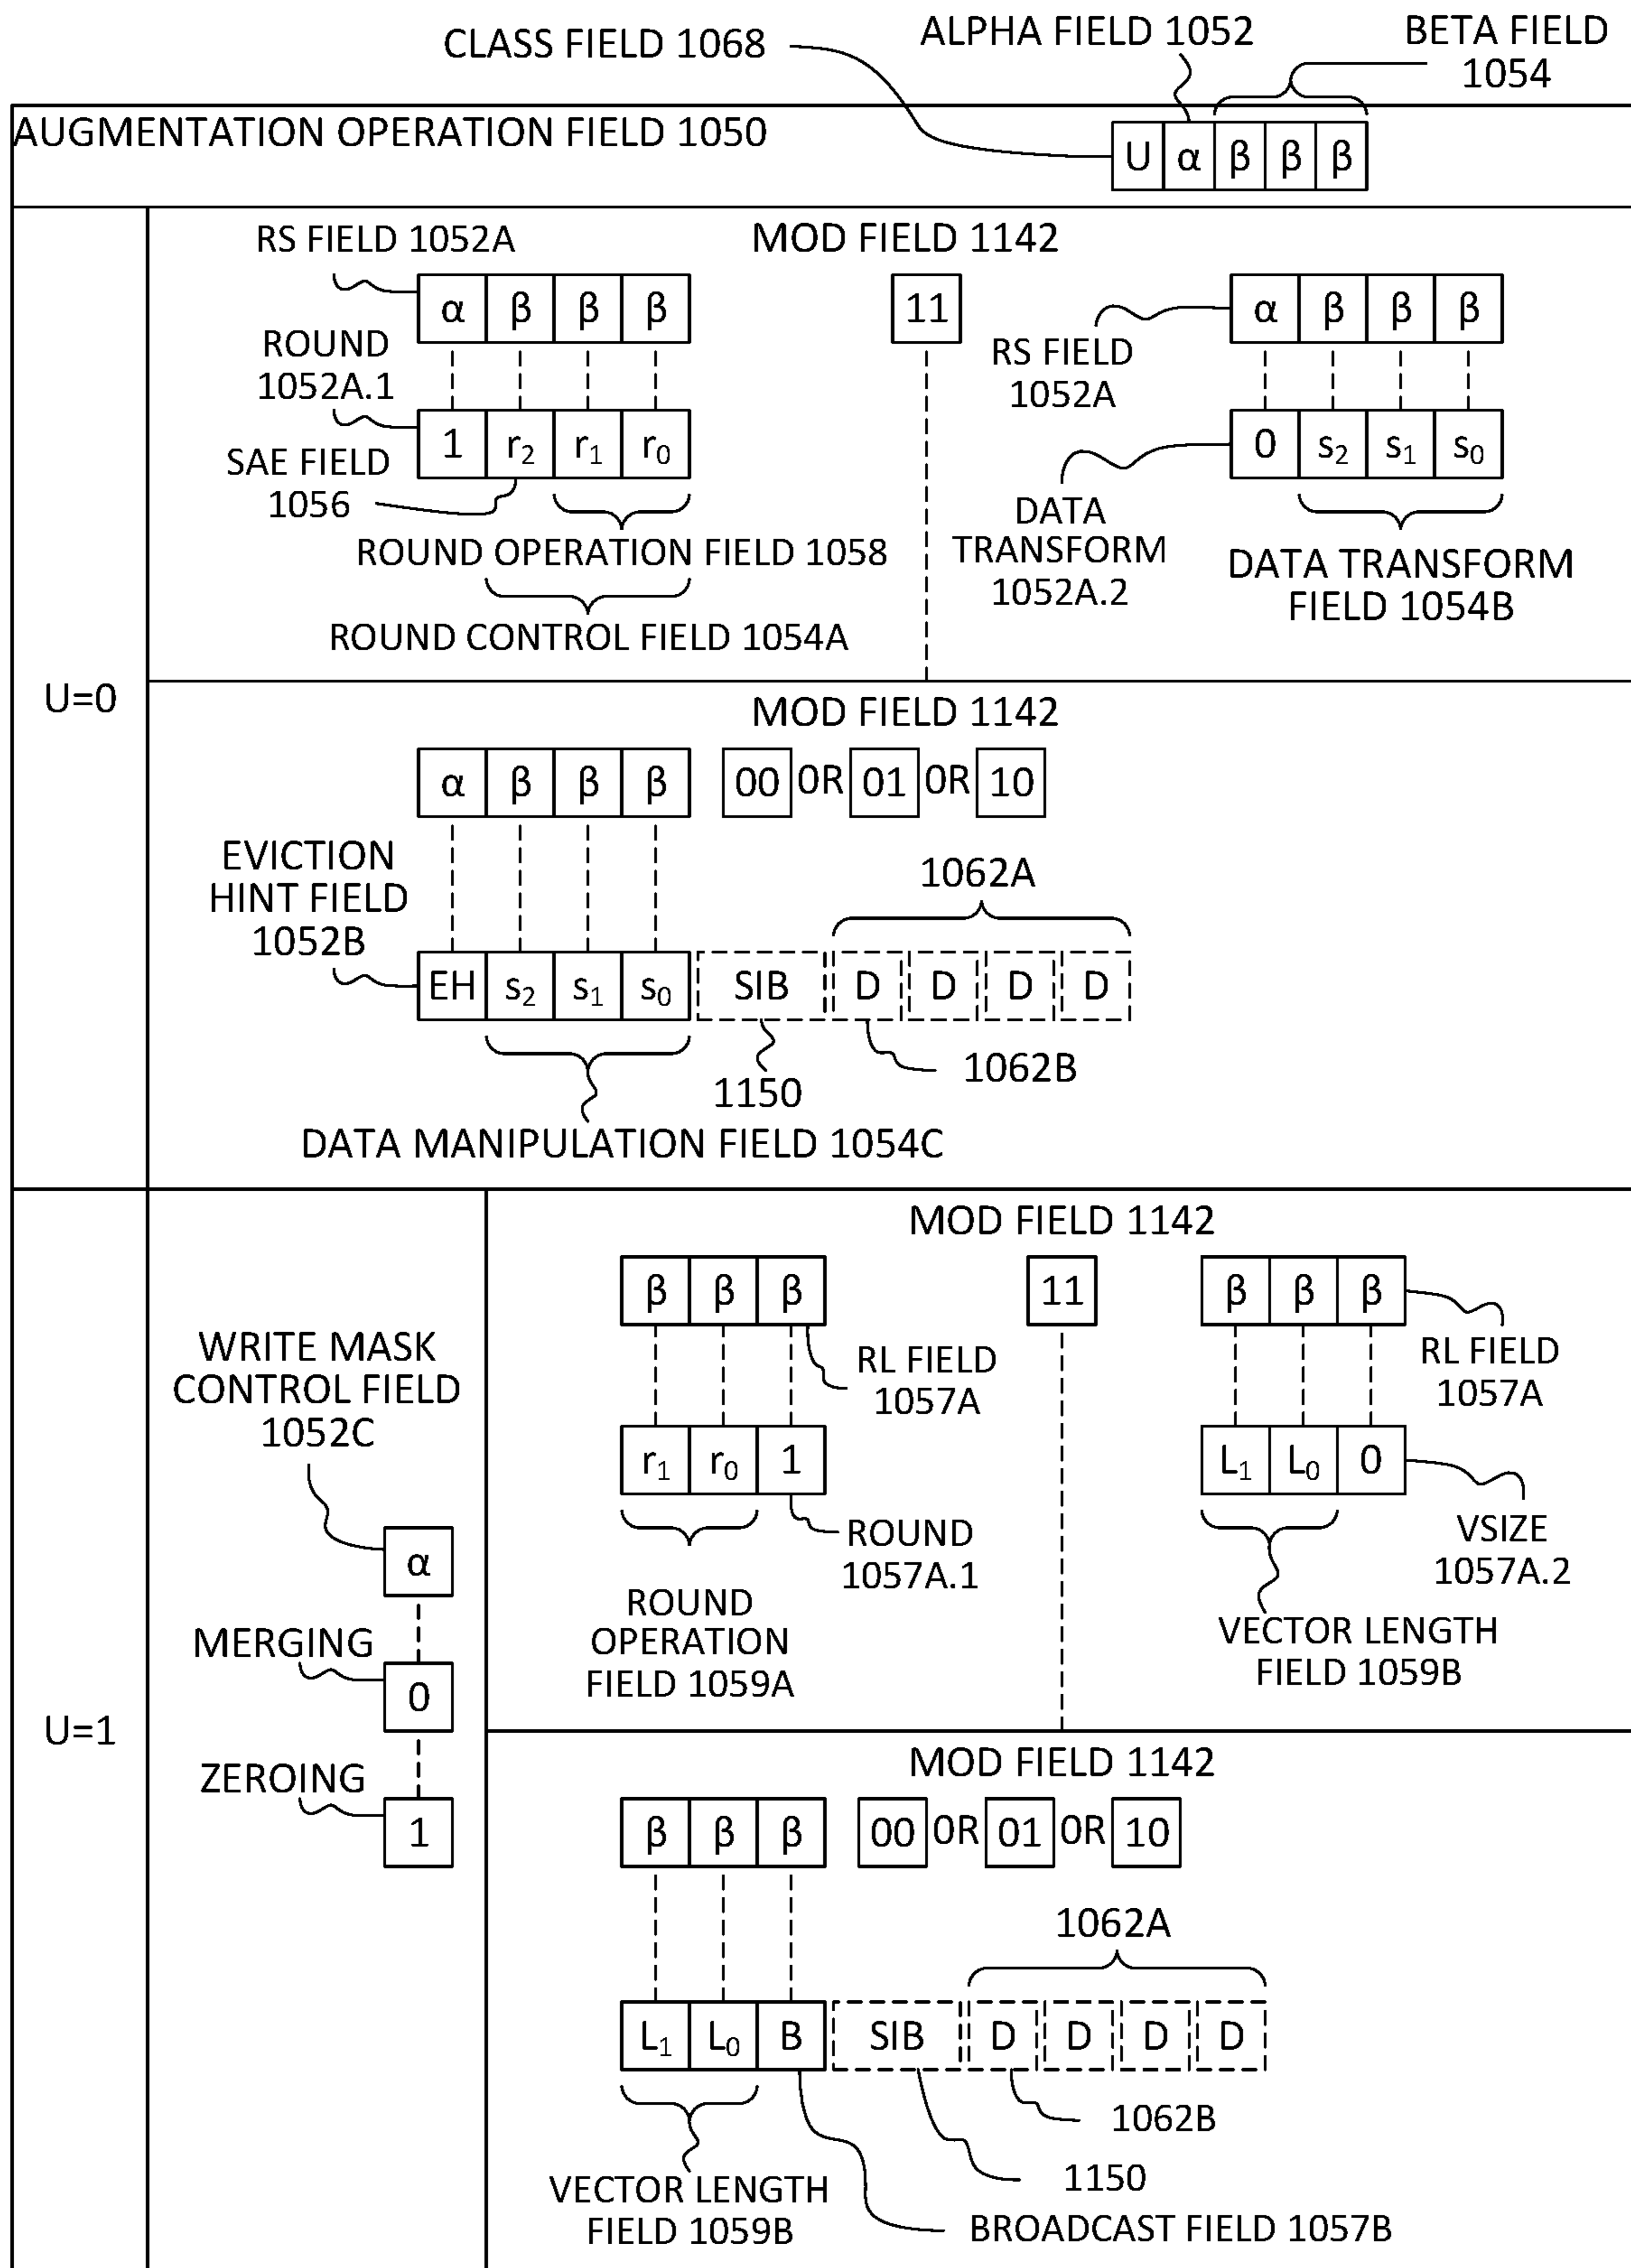 CLASS FIELD 1068
ALPHA FIELD 1052
BETA FIELD
1054
AUGMENTATION OPERATION FIELD 1050
U α β β β
U=0
RS FIELD 1052A
MOD FIELD 1142
α β β β
11
α β β β
ROUND
1052A.1
RS FIELD
1052A
1 r2 r1 r0
0 s2 s1 s0
SAE FIELD
1056
DATA
TRANSFORM
1052A.2
ROUND OPERATION FIELD 1058
DATA TRANSFORM
FIELD 1054B
ROUND CONTROL FIELD 1054A
MOD FIELD 1142
α β β β
00 OR 01 OR 10
EVICTION
HINT FIELD
1052B
1062A
EH s2 s1 s0 SIB D D D D
1062B
1150
DATA MANIPULATION FIELD 1054C
U=1
WRITE MASK
CONTROL FIELD
1052C
α
MERGING
0
ZEROING
1
MOD FIELD 1142
β β β
11
β β β
RL FIELD
1057A
RL FIELD
1057A
r1 r0 1
L1 L0 0
ROUND
1057A.1
VSIZE
1057A.2
ROUND
OPERATION
FIELD 1059A
VECTOR LENGTH
FIELD 1059B
MOD FIELD 1142
β β β
00 OR 01 OR 10
1062A
L1 L0 B SIB D D D D
1062B
1150
VECTOR LENGTH
FIELD 1059B
BROADCAST FIELD 1057B